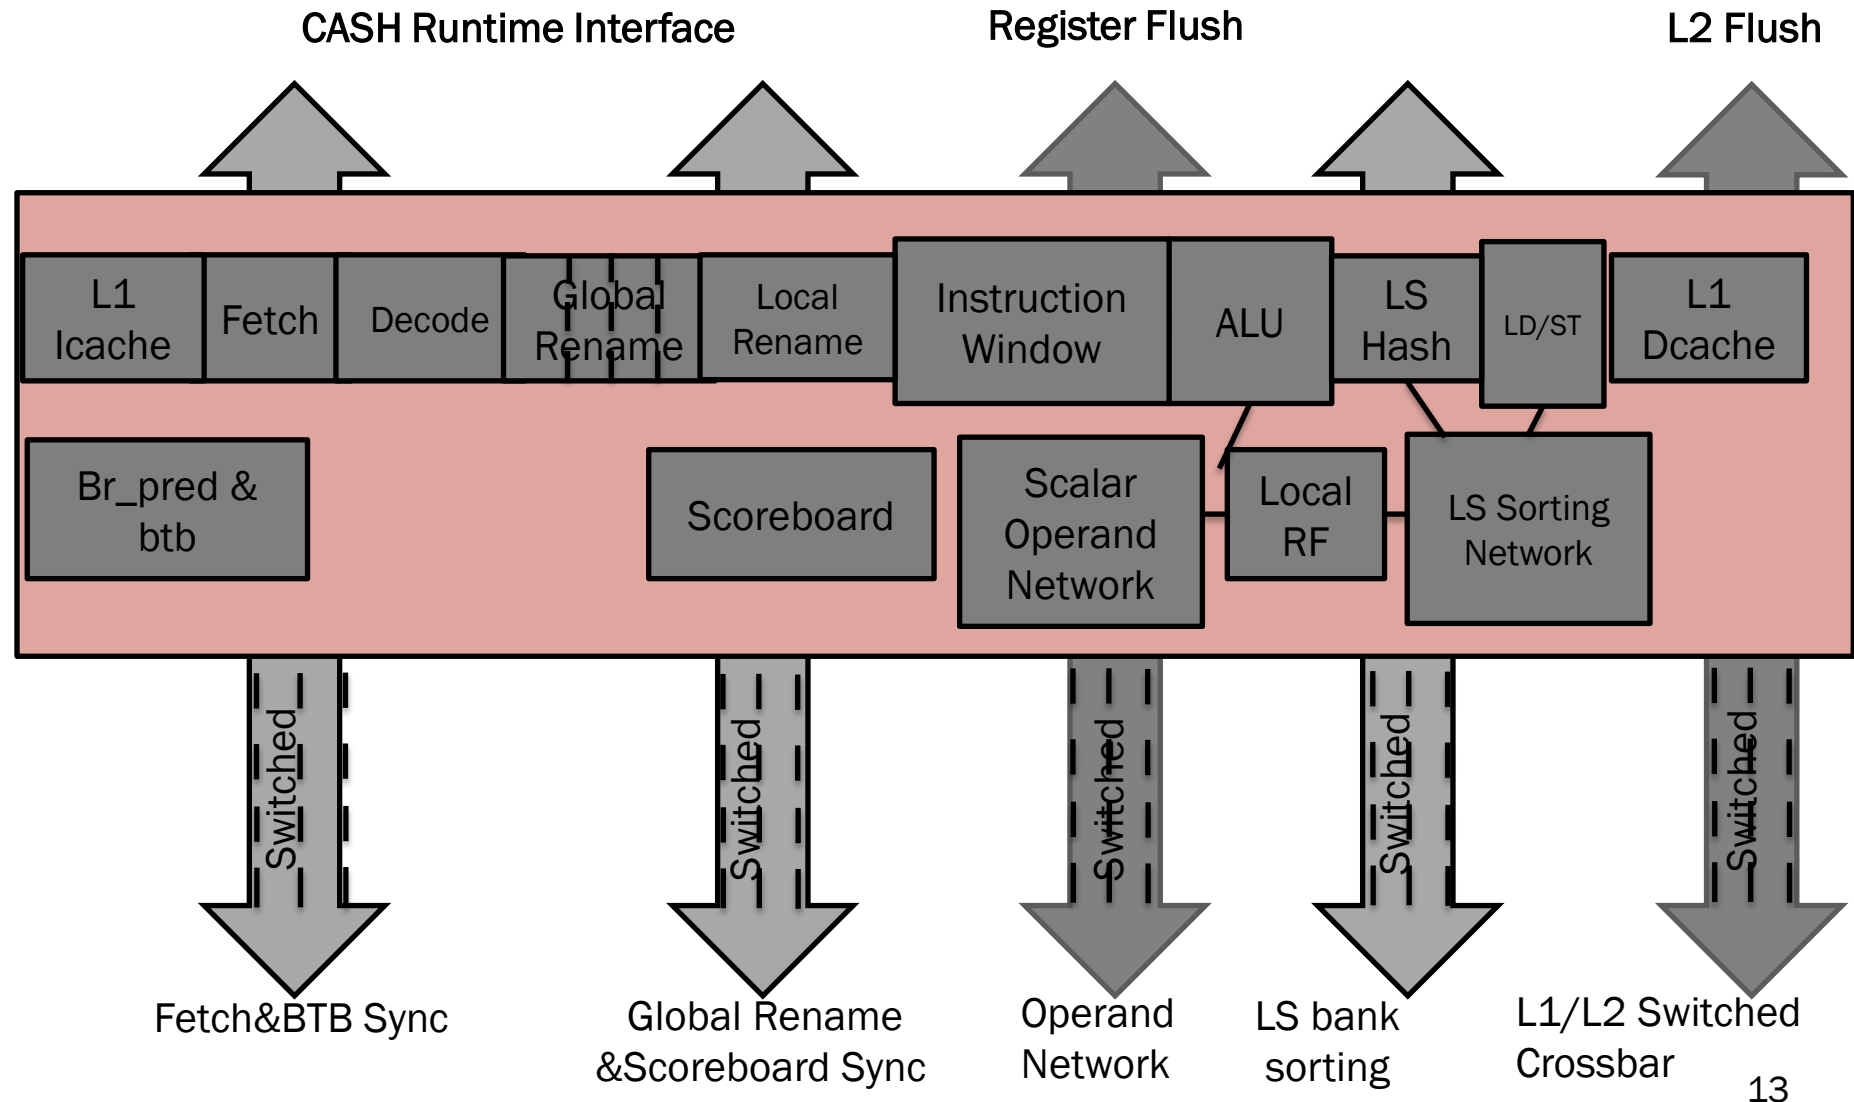 CASH Runtime Interface
Register Flush
L2 Flush
L1
Icache
Fetch
Decode
Global
Rename
Local
Rename
Instruction
Window
ALU
LS
Hash
LD/ST
L1
Dcache
Br_pred &
btb
Scoreboard
Scalar
Operand
Network
Local
RF
LS Sorting
Network
Switched
Switched
Switched
Switched
Switched
Fetch&BTB Sync
Global Rename
&Scoreboard Sync
Operand
Network
LS bank
sorting
L1/L2 Switched
Crossbar
13